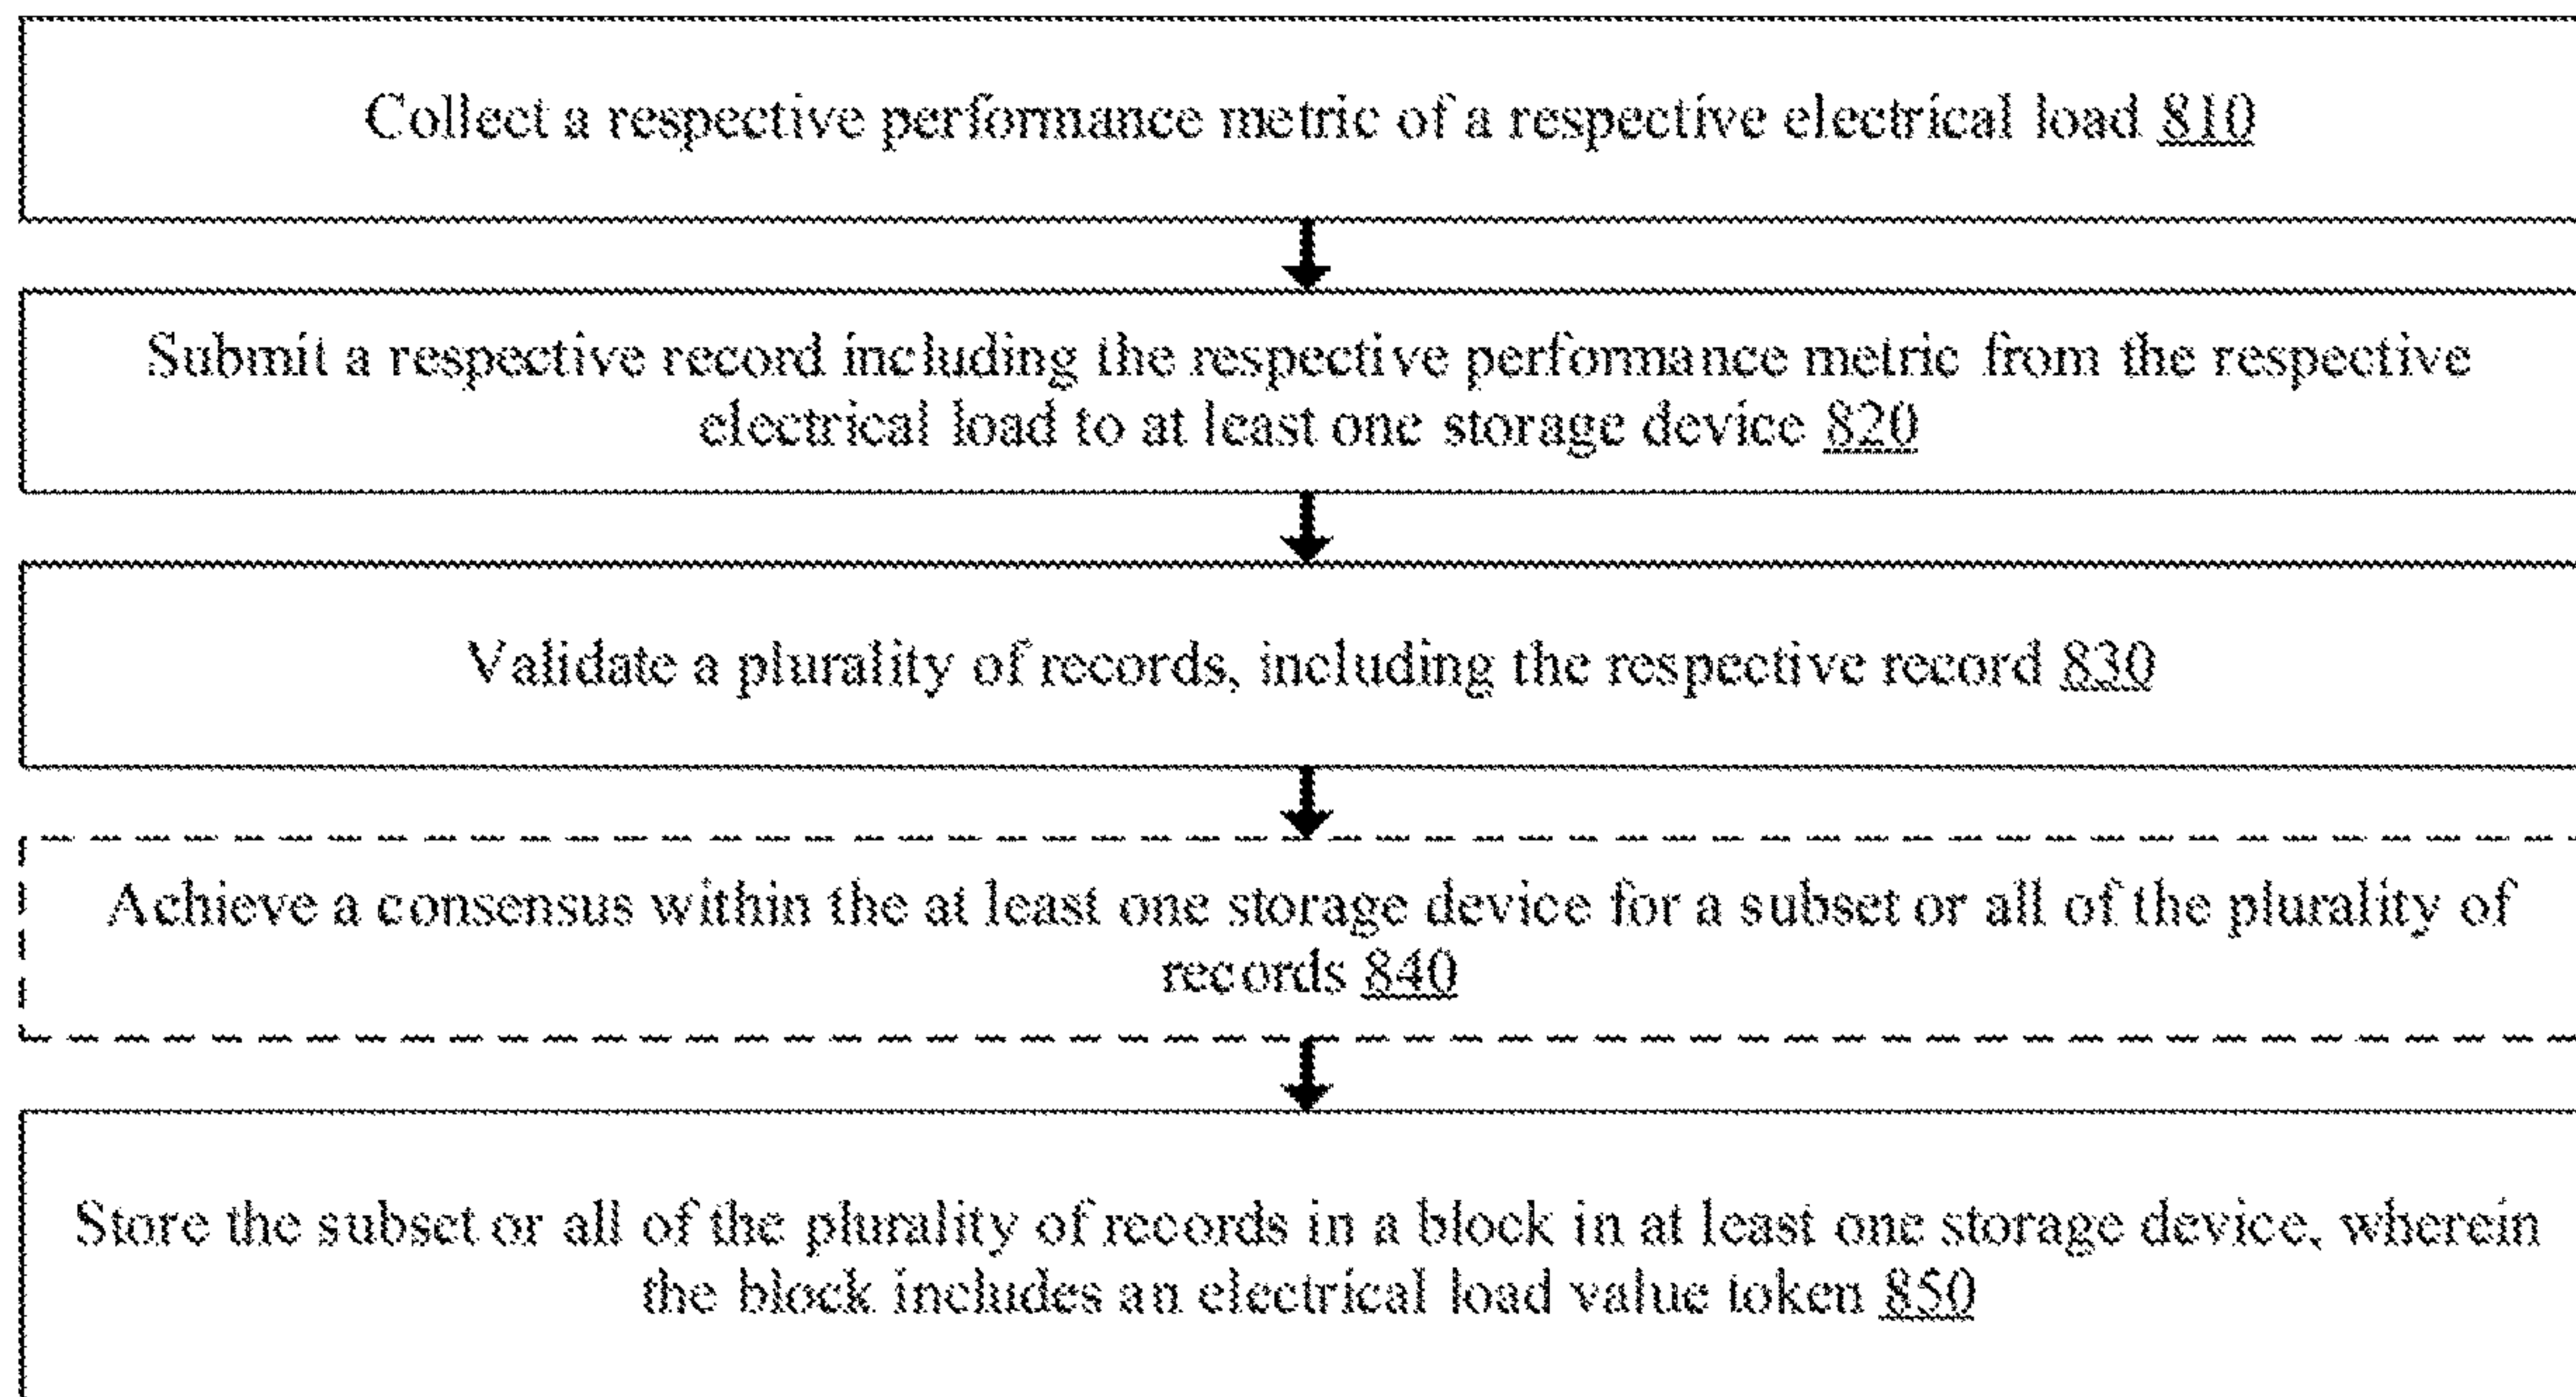 Collect a respective performance metric of a respective electrical load 810
Submit a respective record including the respective performance metric from the respective
electrical load to at least one storage device 820
Validate a plurality of records, including the respective record 830
Achieve a consensus within the at least one storage device for a subset or all of the plurality of
records 840
Store the subset or all of the plurality of records in a block in at least one storage device, wherein
the block includes an electrical load value token 850